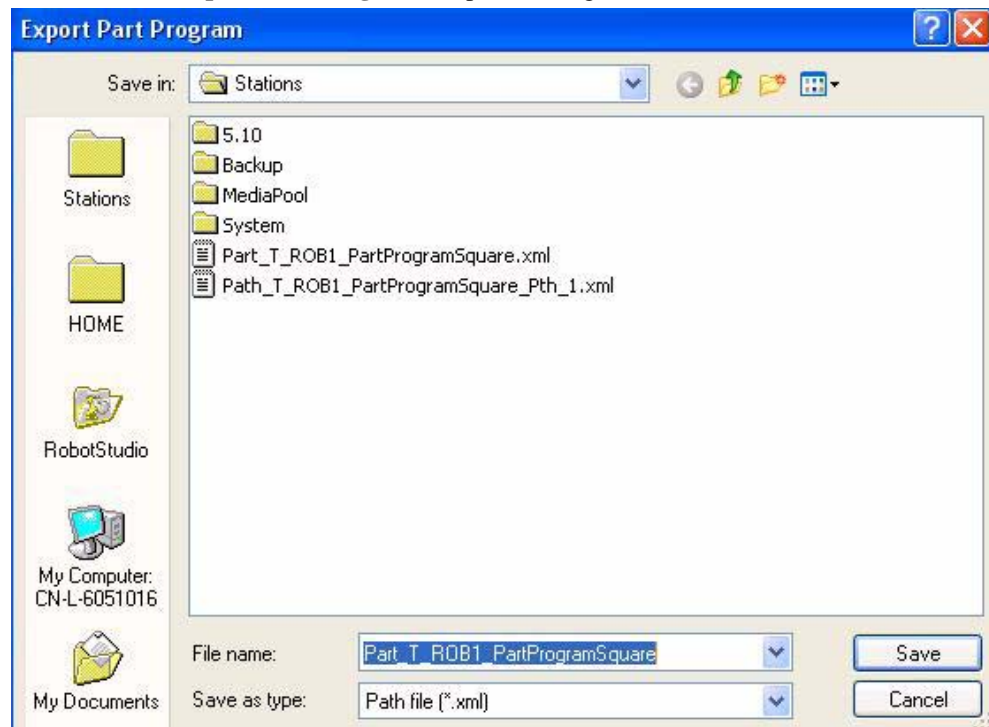 Export Part Program
Save in:
Stations
5.10
Backup
MediaPool
System
Part_T_ROB1_PartProgramSquare.xml
Path_T_ROB1_PartProgramSquare_Pth_1.xml
Stations
HOME
RobotStudio
My Computer:
CN-L-6051016
My Documents
File name:
Part_T_ROB1_PartProgramSquare
Save
Save as type:
Path file (*.xml)
Cancel